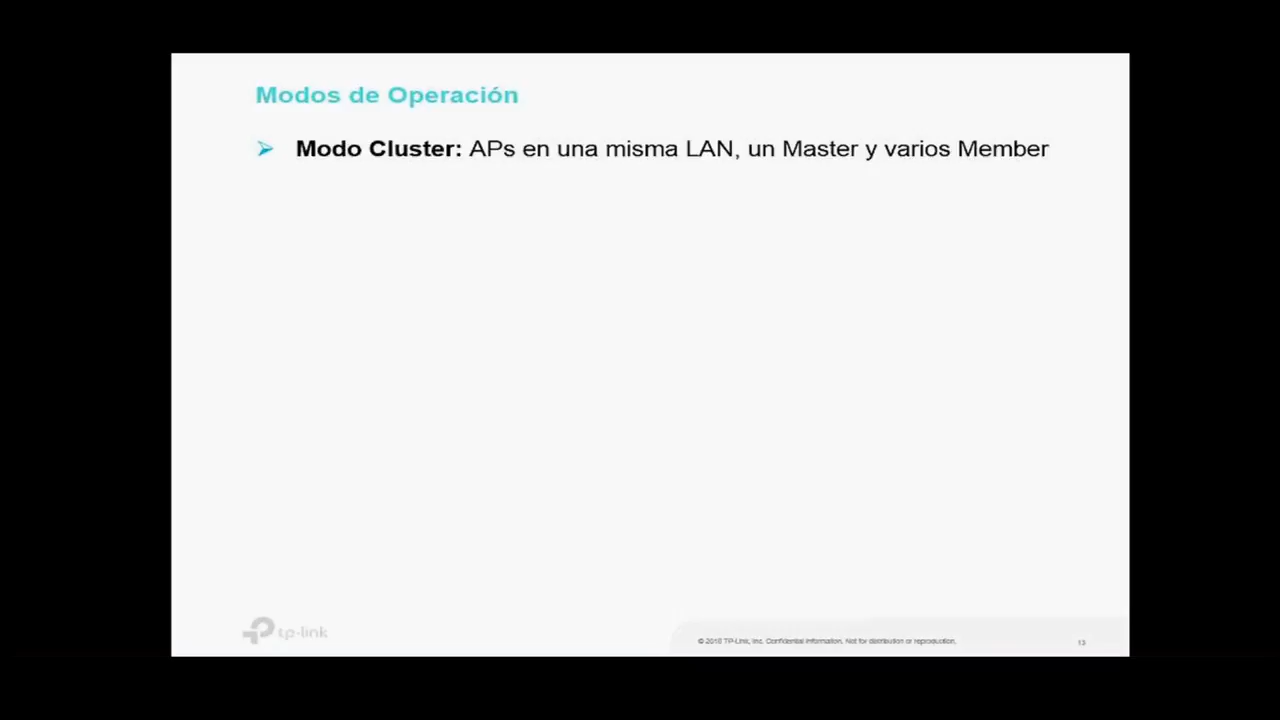 Modos de Operación
Modo Cluster: APs en una misma LAN, un Master y varios Member
tp-link
© 2016 TP-Link, Inc. Confidential Information. Not for distribution or reproduction.
13